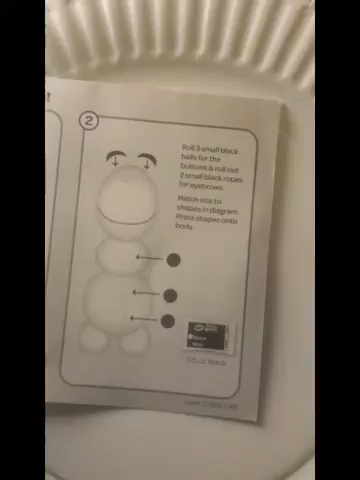 2
Roll 3 small black
balls for the
buttons & roll out
2 small black ropes
for eyebrows.
Match size to
shapes in diagram.
Press shapes onto
body.